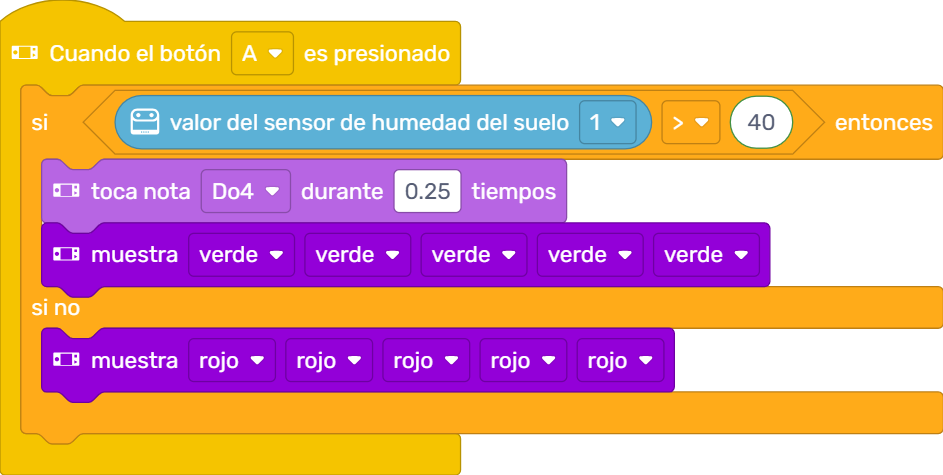 Cuando el botón A es presionado
si valor del sensor de humedad del suelo 1 > 40 entonces
toca nota Do4 durante 0.25 tiempos
muestra verde verde verde verde verde
si no
muestra rojo rojo rojo rojo rojo